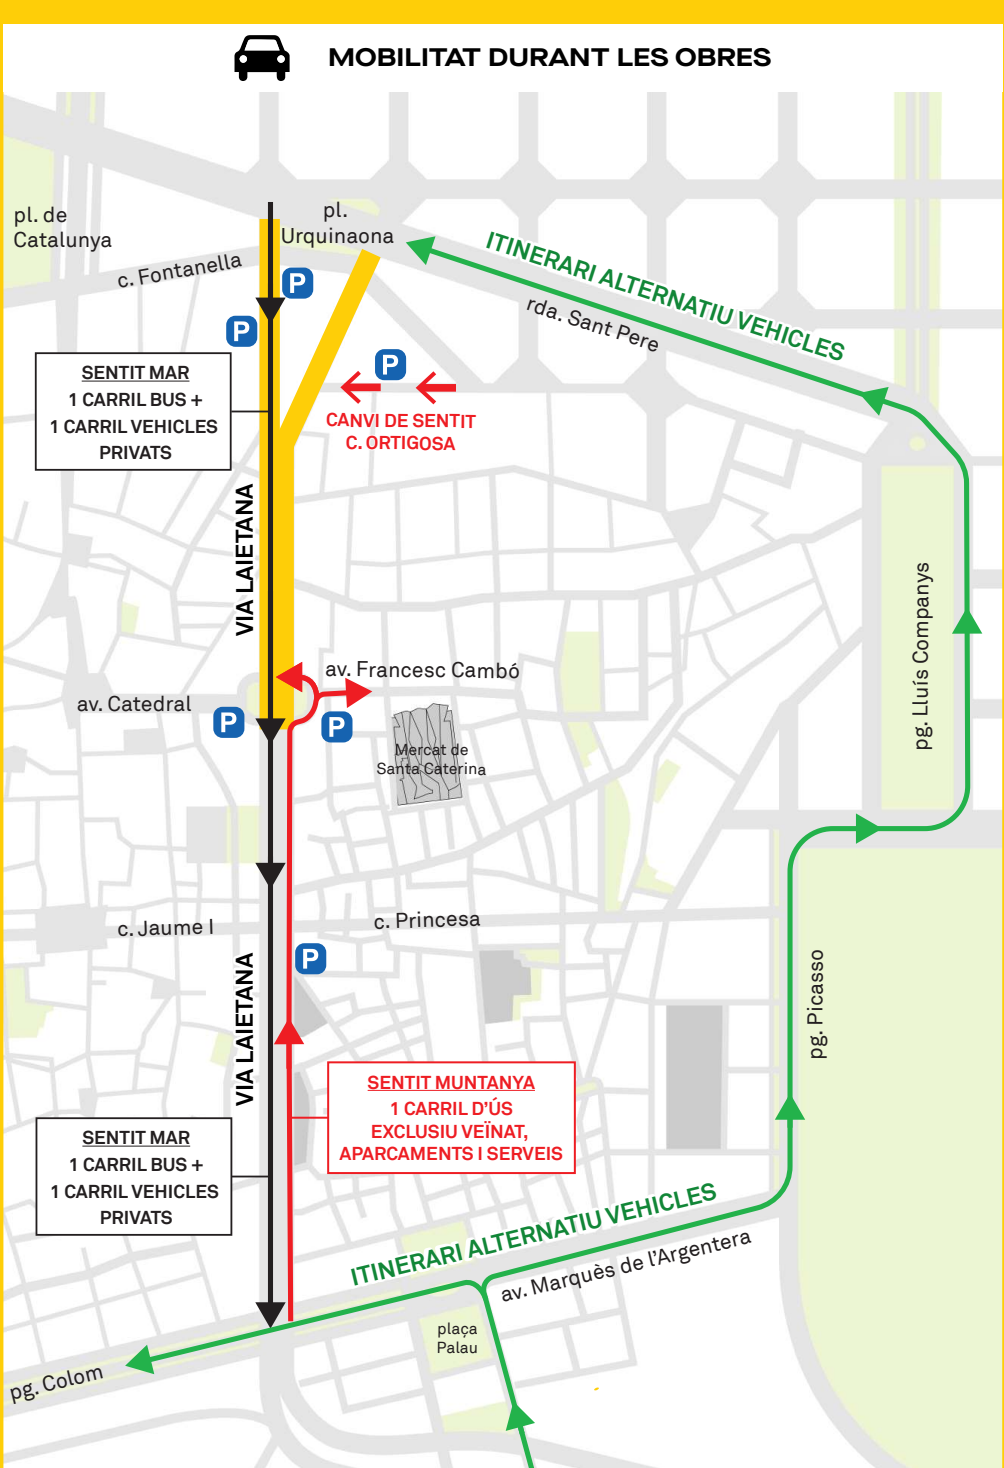 MOBILITAT DURANT LES OBRES
pl. de
Catalunya
pl.
Urquinaona
c. Fontanella
P
P
ITINERARI ALTERNATIU VEHICLES
rda. Sant Pere
SENTIT MAR
1 CARRIL BUS +
1 CARRIL VEHICLES
PRIVATS
P
CANVI DE SENTIT
C. ORTIGOSA
VIA LAIETANA
pg. Lluís Companys
av. Francesc Cambó
av. Catedral
P
P
Mercat de
Santa Caterina
c. Jaume I
c. Princesa
P
VIA LAIETANA
pg. Picasso
SENTIT MUNTANYA
1 CARRIL D'ÚS
EXCLUSIU VEÏNAT,
APARCAMENTS I SERVEIS
SENTIT MAR
1 CARRIL BUS +
1 CARRIL VEHICLES
PRIVATS
ITINERARI ALTERNATIU VEHICLES
av. Marquès de l'Argentera
plaça
Palau
pg. Colom